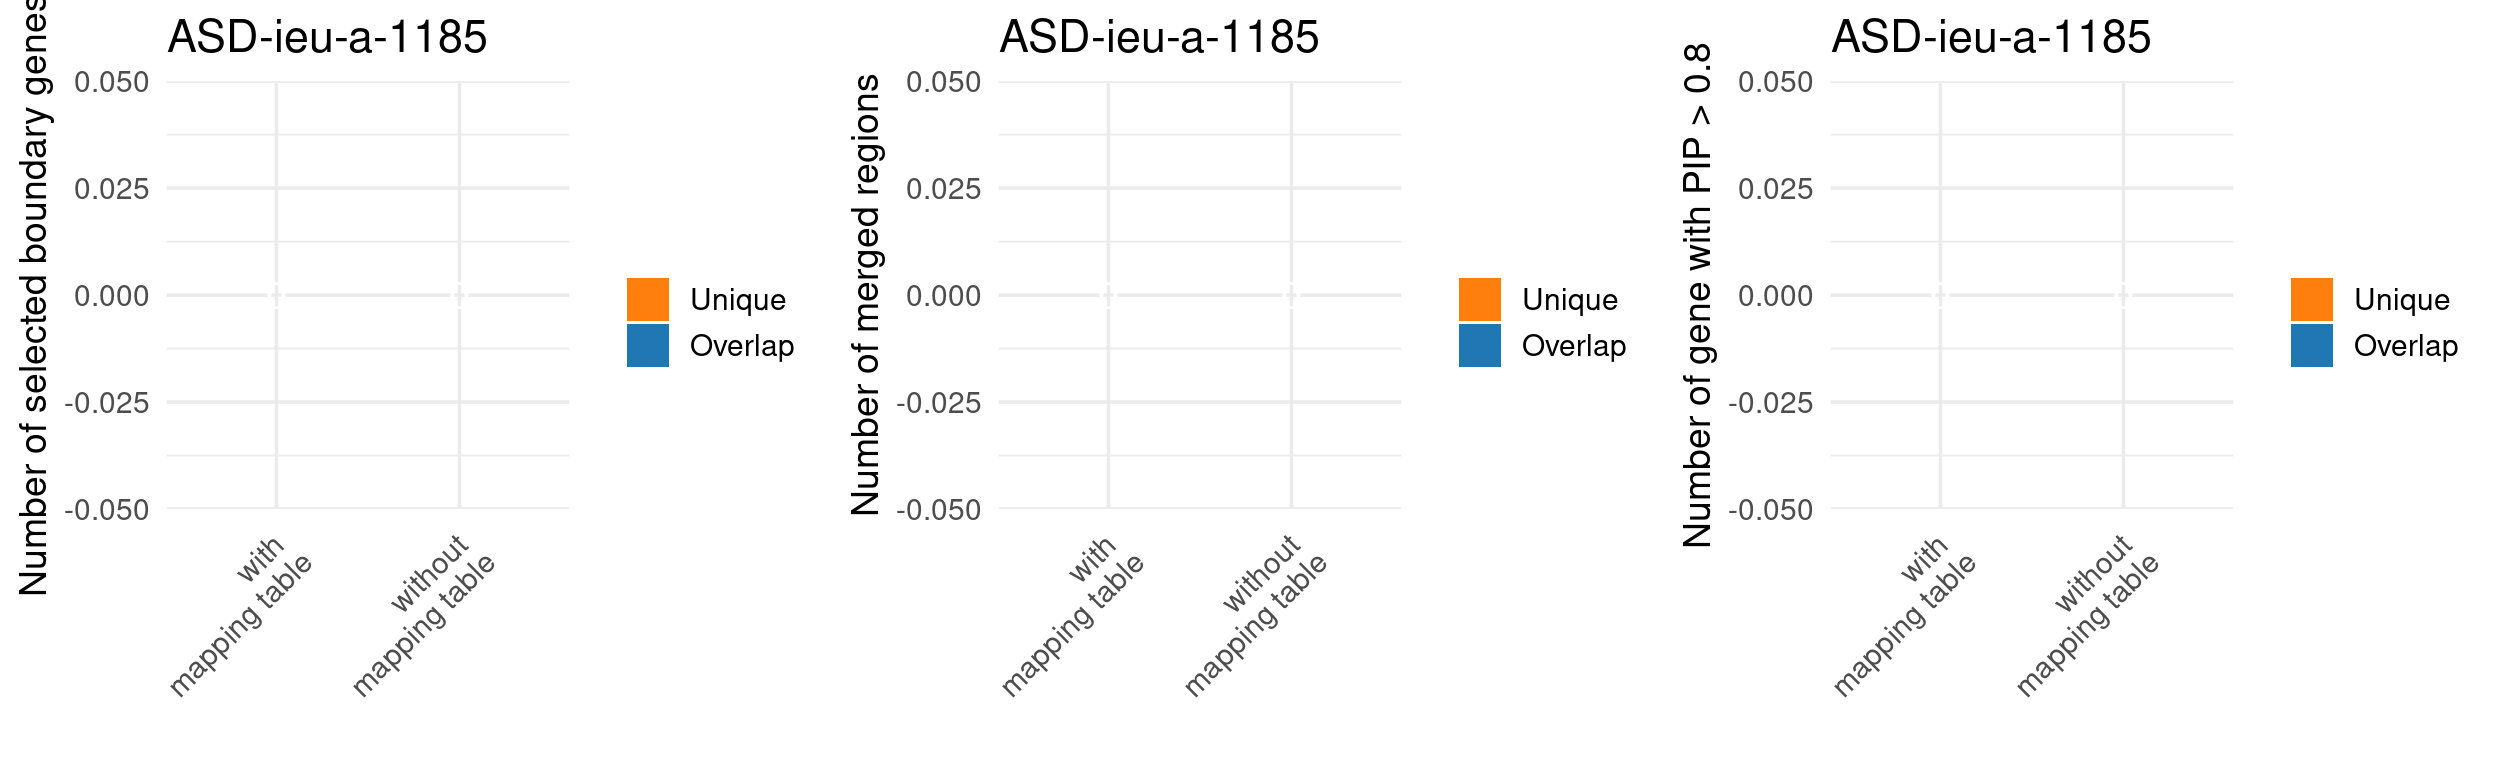 ASD-ieu-a-1185
Number of selected boundary genes
0.050
0.025
0.000
-0.025
-0.050
with
mapping table
without
mapping table
Unique
Overlap
ASD-ieu-a-1185
Number of merged regions
0.050
0.025
0.000
-0.025
-0.050
with
mapping table
without
mapping table
Unique
Overlap
ASD-ieu-a-1185
Number of gene with PIP > 0.8
0.050
0.025
0.000
-0.025
-0.050
with
mapping table
without
mapping table
Unique
Overlap